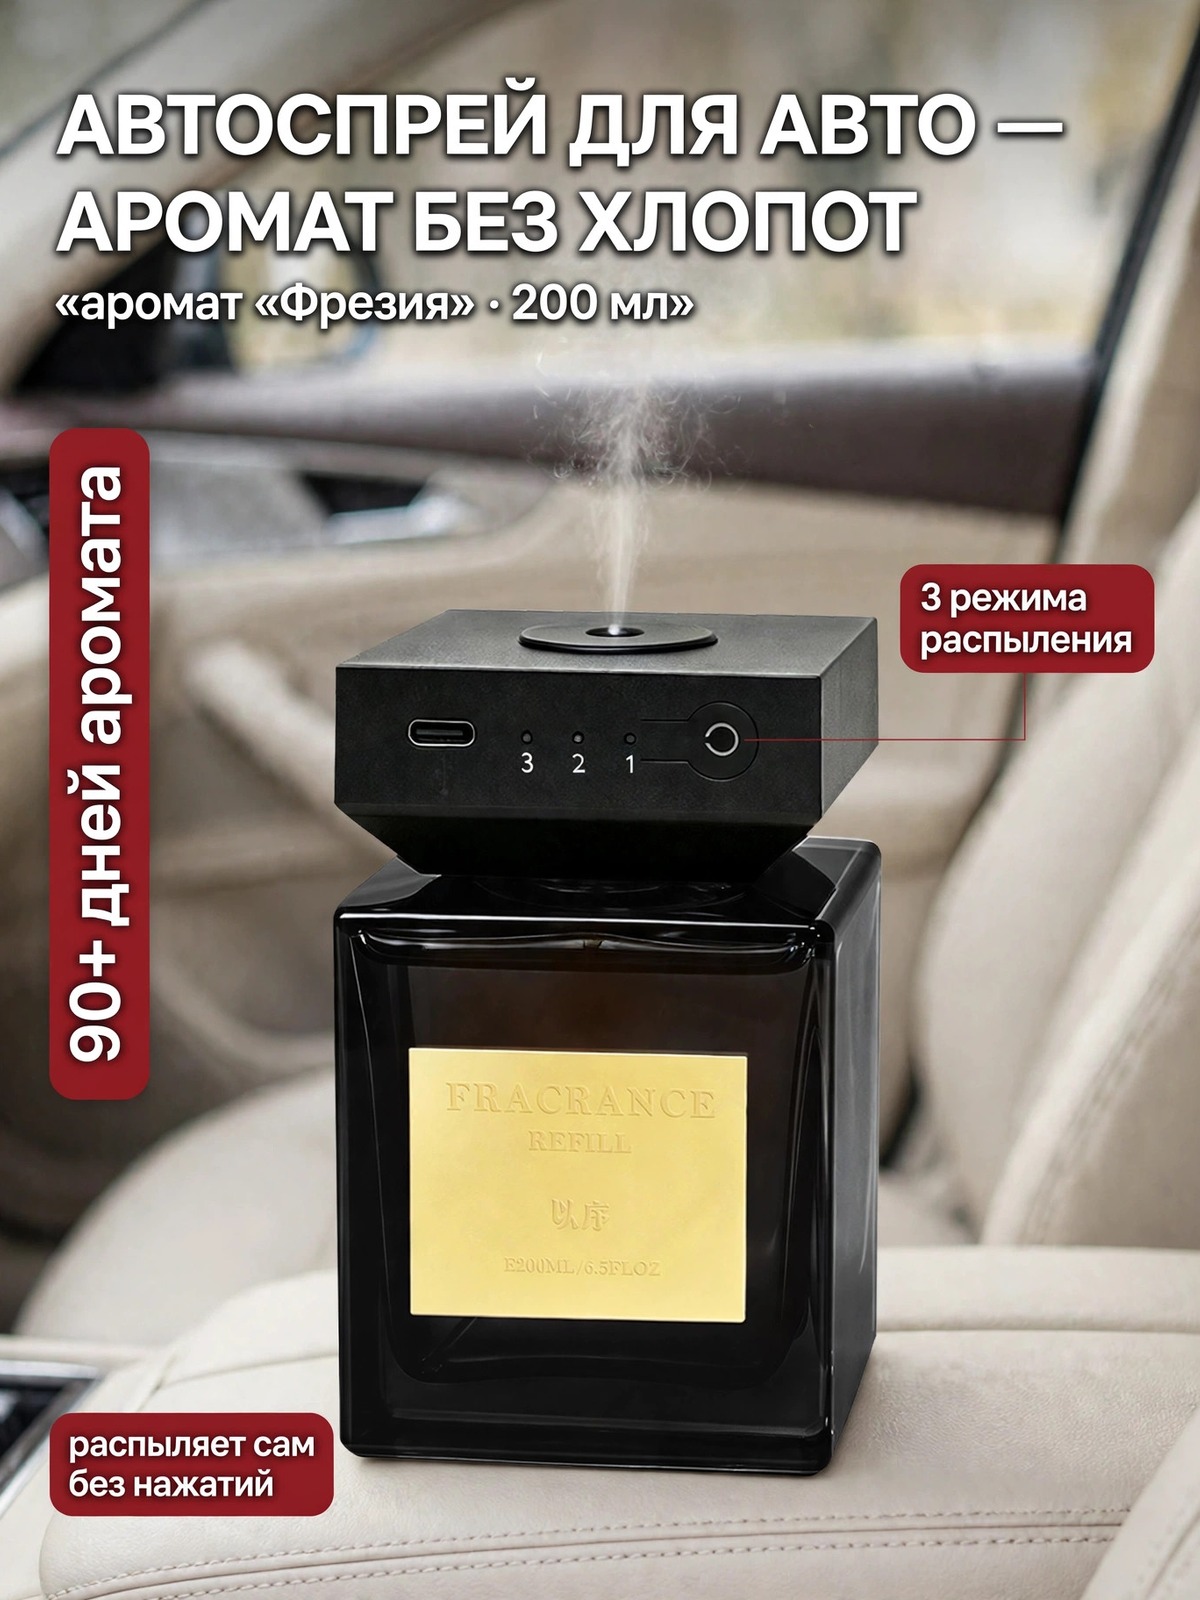 АВТОСПРЕЙ ДЛЯ АВТО —
АРОМАТ БЕЗ ХЛОПОТ
«аромат «Фрезия» · 200 мл»
90+ дней аромата
3 режима
распыления
3 2 1
FRAGRANCE
REFILL
以序
E200ML/6.5FLOZ
распыляет сам
без нажатий